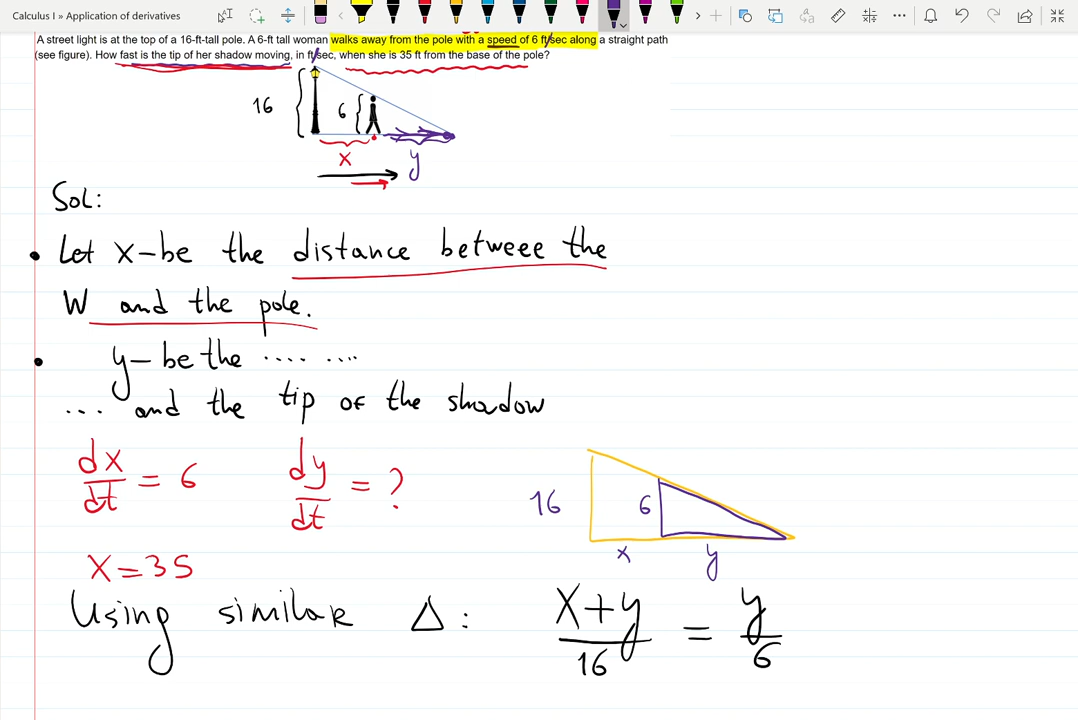 Calculus I » Application of derivatives
A street light is at the top of a 16-ft-tall pole. A 6-ft tall woman walks away from the pole with a speed of 6 ft/sec along a straight path
(see figure). How fast is the tip of her shadow moving, in ft/sec, when she is 35 ft from the base of the pole?
16
6
x
y
Sol:
• Let x-be the distance betweee the
W and the pole.
• y-be the .... ....
... and the tip of the shadow
dx/dt = 6 dy/dt = ?
16
6
x
y
x=35
Using similar Δ: x+y/16 = y/6